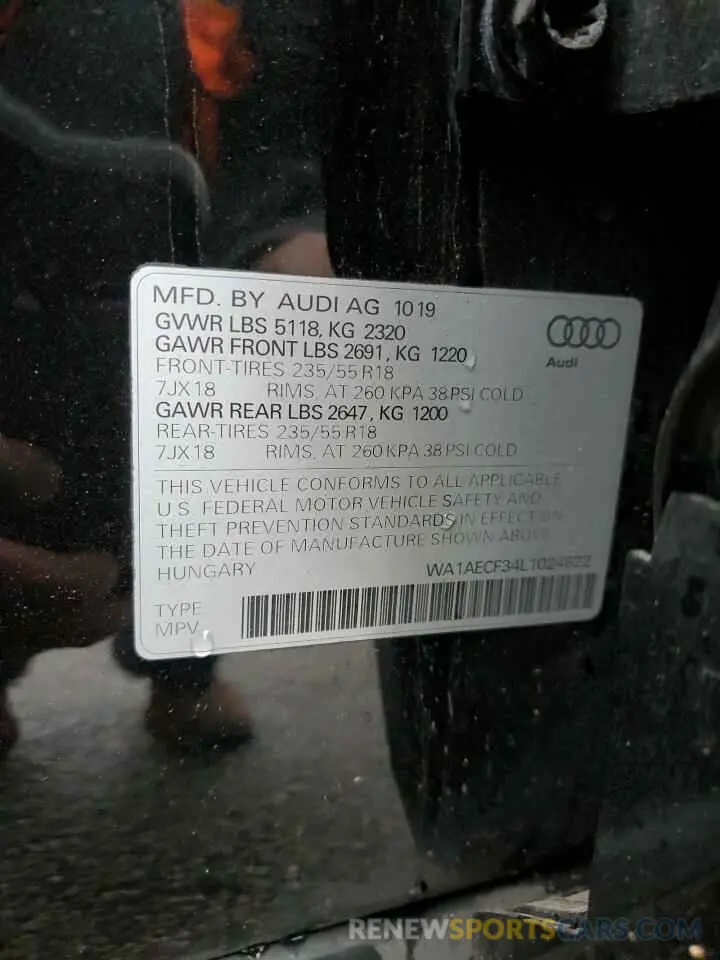 MFD. BY AUDI AG 1019
GVWR LBS 5118, KG 2320
GAWR FRONT LBS 2691, KG 1220
FRONT-TIRES 235/55 R18
7JX18 RIMS. AT 260 KPA 38 PSI COLD
GAWR REAR LBS 2647, KG 1200
REAR-TIRES 235/55 R18
7JX18 RIMS. AT 260 KPA 38 PSI COLD
Audi
THIS VEHICLE CONFORMS TO ALL APPLICABLE
U.S. FEDERAL MOTOR VEHICLE SAFETY AND
THEFT PREVENTION STANDARDS IN EFFECT ON
THE DATE OF MANUFACTURE SHOWN ABOVE.
HUNGARY
TYPE
MPV
RENEWSPORTSCARS.COM